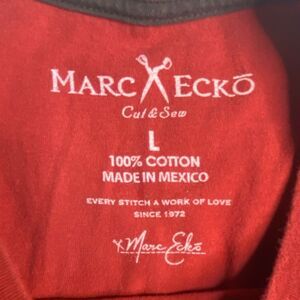 MARC ECKŌ
Cut & Sew
L
100% COTTON
MADE IN MEXICO
EVERY STITCH A WORK OF LOVE
SINCE 1972
x Marc Eckō